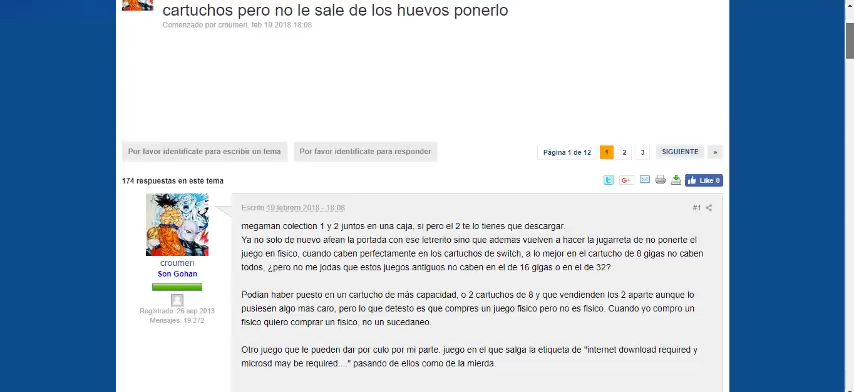 cartuchos pero no le sale de los huevos ponerlo
Comenzado por croumeri, feb 19 2018 18:08
Por favor identifícate para escribir un tema
Por favor identifícate para responder
Página 1 de 12
1
2
3
SIGUIENTE
»
174 respuestas en este tema
G+
Like 0
Escrito 19 febrero 2018 - 18:08
#1
croumeri
Son Gohan
Registrado: 26 sep 2013
Mensajes: 19.272
megaman colection 1 y 2 juntos en una caja, si pero el 2 te lo tienes que descargar.
Ya no solo de nuevo afean la portada con ese letrerito sino que además vuelven a hacer la jugarreta de no ponerte el
juego en físico, cuando caben perfectamente en los cartuchos de switch, a lo mejor en el cartucho de 8 gigas no caben
todos, ¿pero no me jodas que estos juegos antiguos no caben en el de 16 gigas o en el de 32?
Podían haber puesto en un cartucho de más capacidad, o 2 cartuchos de 8 y que vendienden los 2 aparte aunque lo
pusiesen algo mas caro, pero lo que detesto es que compres un juego fisico pero no es fisico. Cuando yo compro un
fisico quiero comprar un fisico, no un sucedaneo.
Otro juego que le pueden dar por culo por mi parte. juego en el que salga la etiqueta de "internet download required y
microsd may be required...." pasando de ellos como de la mierda.